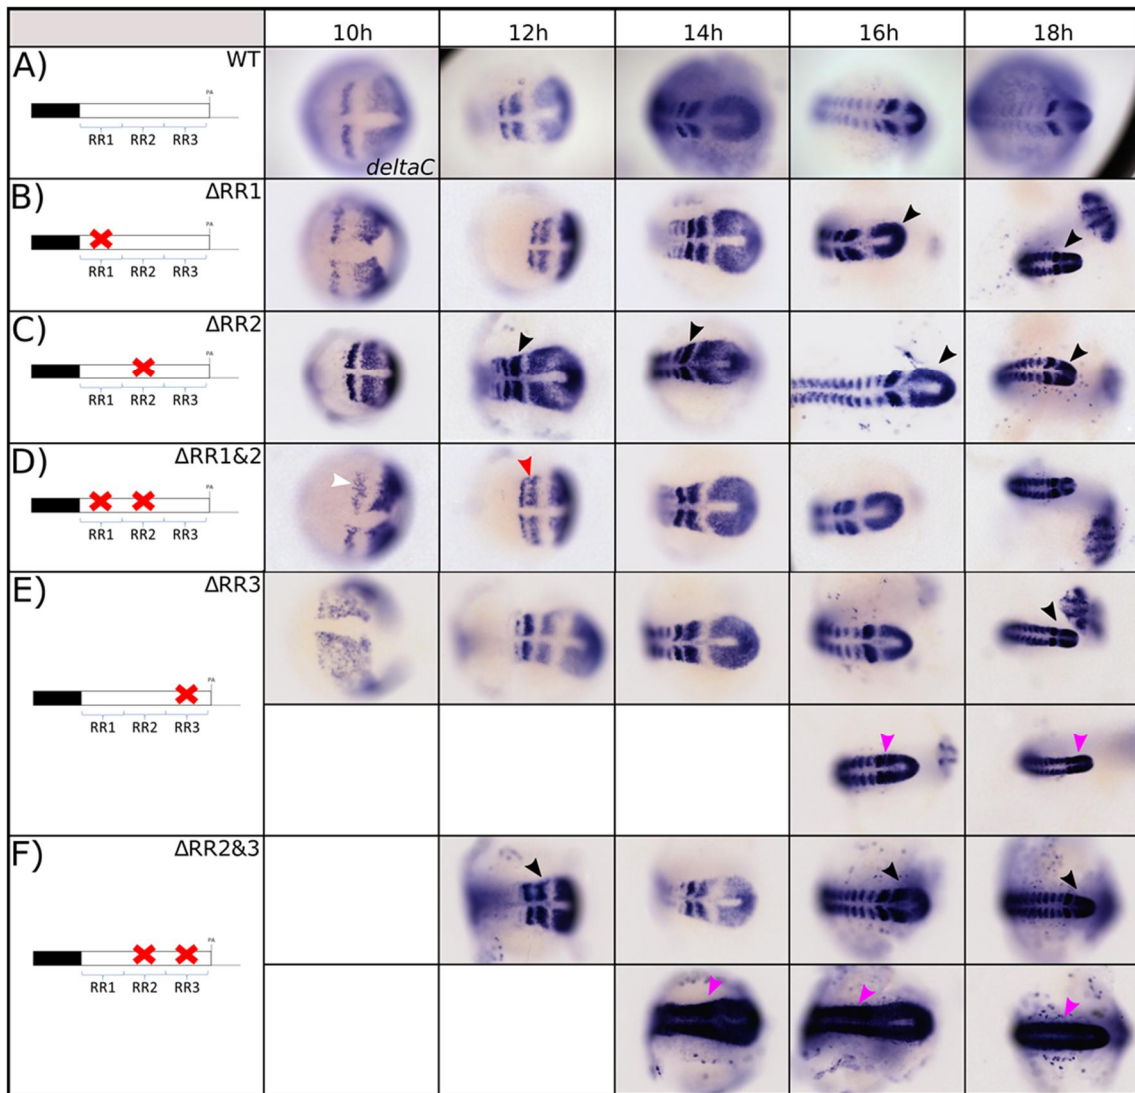 10h 12h 14h 16h 18h
A) WT
PA
RR1 RR2 RR3
deltaC
B) ΔRR1
PA
RR1 RR2 RR3
C) ΔRR2
PA
RR1 RR2 RR3
D) ΔRR1&2
PA
RR1 RR2 RR3
E) ΔRR3
PA
RR1 RR2 RR3
F) ΔRR2&3
PA
RR1 RR2 RR3